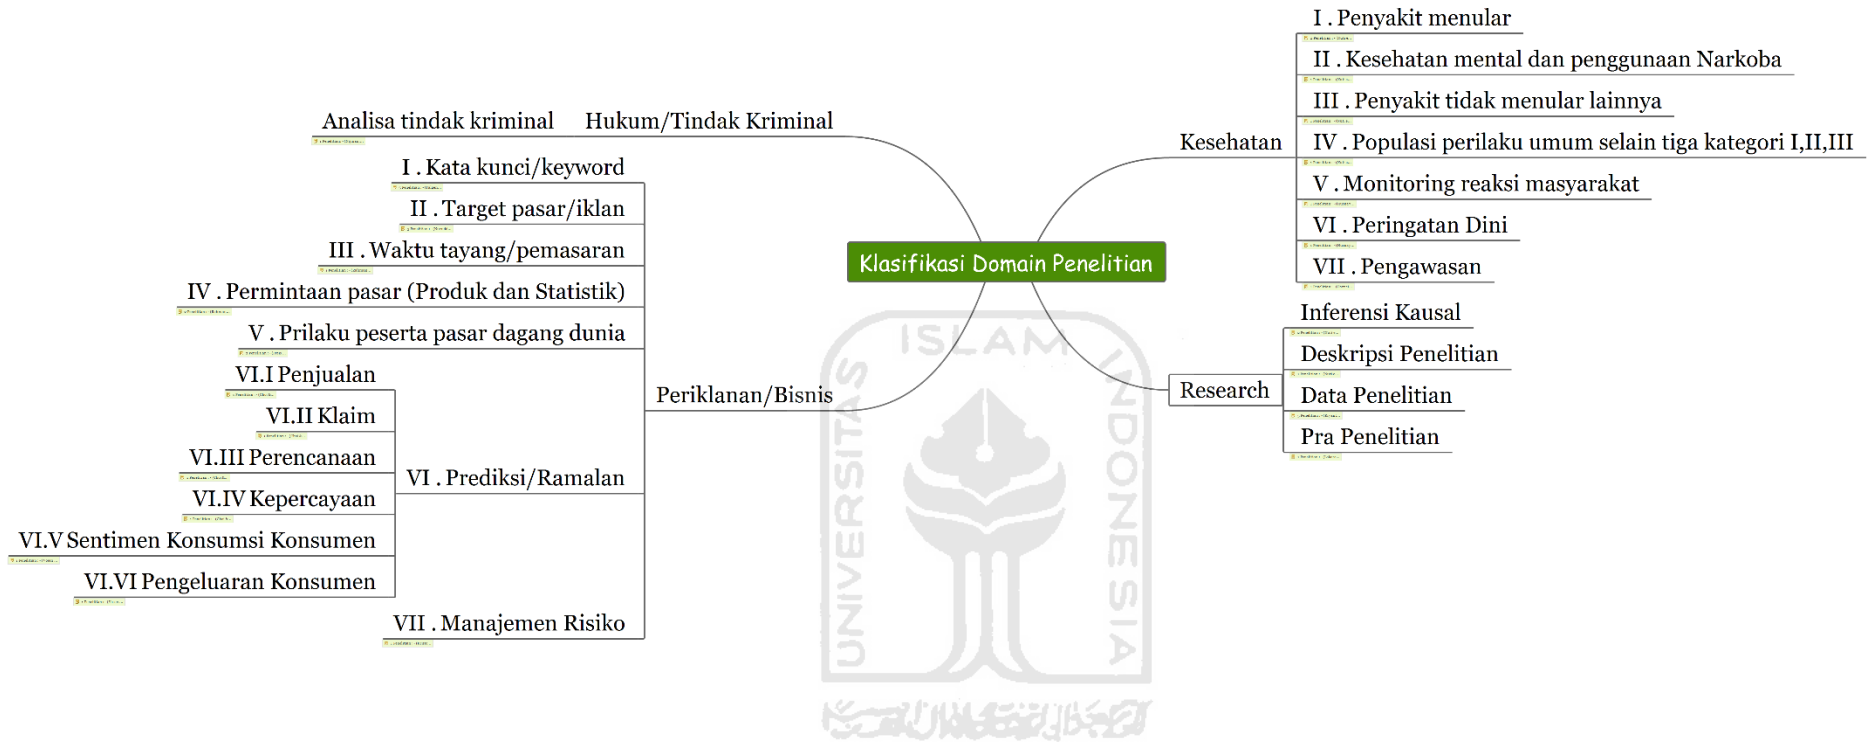 Klasifikasi Domain Penelitian
Hukum/Tindak Kriminal
Analisa tindak kriminal
Periklanan/Bisnis
I . Kata kunci/keyword
II . Target pasar/iklan
III . Waktu tayang/pemasaran
IV . Permintaan pasar (Produk dan Statistik)
V . Prilaku peserta pasar dagang dunia
VI . Prediksi/Ramalan
VI.I Penjualan
VI.II Klaim
VI.III Perencanaan
VI.IV Kepercayaan
VI.V Sentimen Konsumsi Konsumen
VI.VI Pengeluaran Konsumen
VII . Manajemen Risiko
Kesehatan
I . Penyakit menular
II . Kesehatan mental dan penggunaan Narkoba
III . Penyakit tidak menular lainnya
IV . Populasi perilaku umum selain tiga kategori I,II,III
V . Monitoring reaksi masyarakat
VI . Peringatan Dini
VII . Pengawasan
Research
Inferensi Kausal
Deskripsi Penelitian
Data Penelitian
Pra Penelitian
UNIVERSITAS
ISLAM
INDONESIA